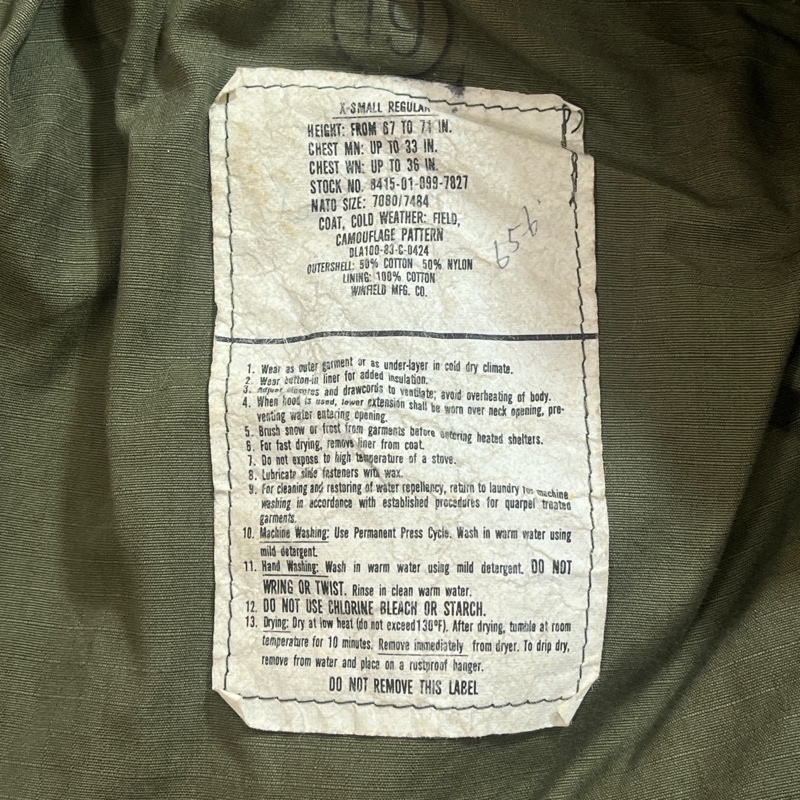 19
X-SMALL REGULAR
HEIGHT: FROM 67 TO 71 IN.
CHEST MN: UP TO 33 IN.
CHEST WN: UP TO 36 IN.
STOCK NO. 8415-01-099-7827
NATO SIZE: 7080/7484
COAT, COLD WEATHER: FIELD,
CAMOUFLAGE PATTERN
DLA100-83-C-0424
OUTERSHELL: 50% COTTON 50% NYLON
LINING: 100% COTTON
WINFIELD MFG. CO.
656
1. Wear as outer garment or as under-layer in cold dry climate.
2. Wear button-in liner for added insulation.
3. Adjust closures and drawcords to ventilate; avoid overheating of body.
4. When hood is used, lower extension shall be worn over neck opening, pre-
venting water entering opening.
5. Brush snow or frost from garments before entering heated shelters.
6. For fast drying, remove liner from coat.
7. Do not expose to high temperature of a stove.
8. Lubricate slide fasteners with wax.
9. For cleaning and restoring of water repellency, return to laundry for machine
washing in accordance with established procedures for quarpel treated
garments.
10. Machine Washing: Use Permanent Press Cycle. Wash in warm water using
mild detergent.
11. Hand Washing: Wash in warm water using mild detergent. DO NOT
WRING OR TWIST. Rinse in clean warm water.
12. DO NOT USE CHLORINE BLEACH OR STARCH.
13. Drying: Dry at low heat (do not exceed 130°F). After drying, tumble at room
temperature for 10 minutes. Remove immediately from dryer. To drip dry,
remove from water and place on a rustproof hanger.
DO NOT REMOVE THIS LABEL